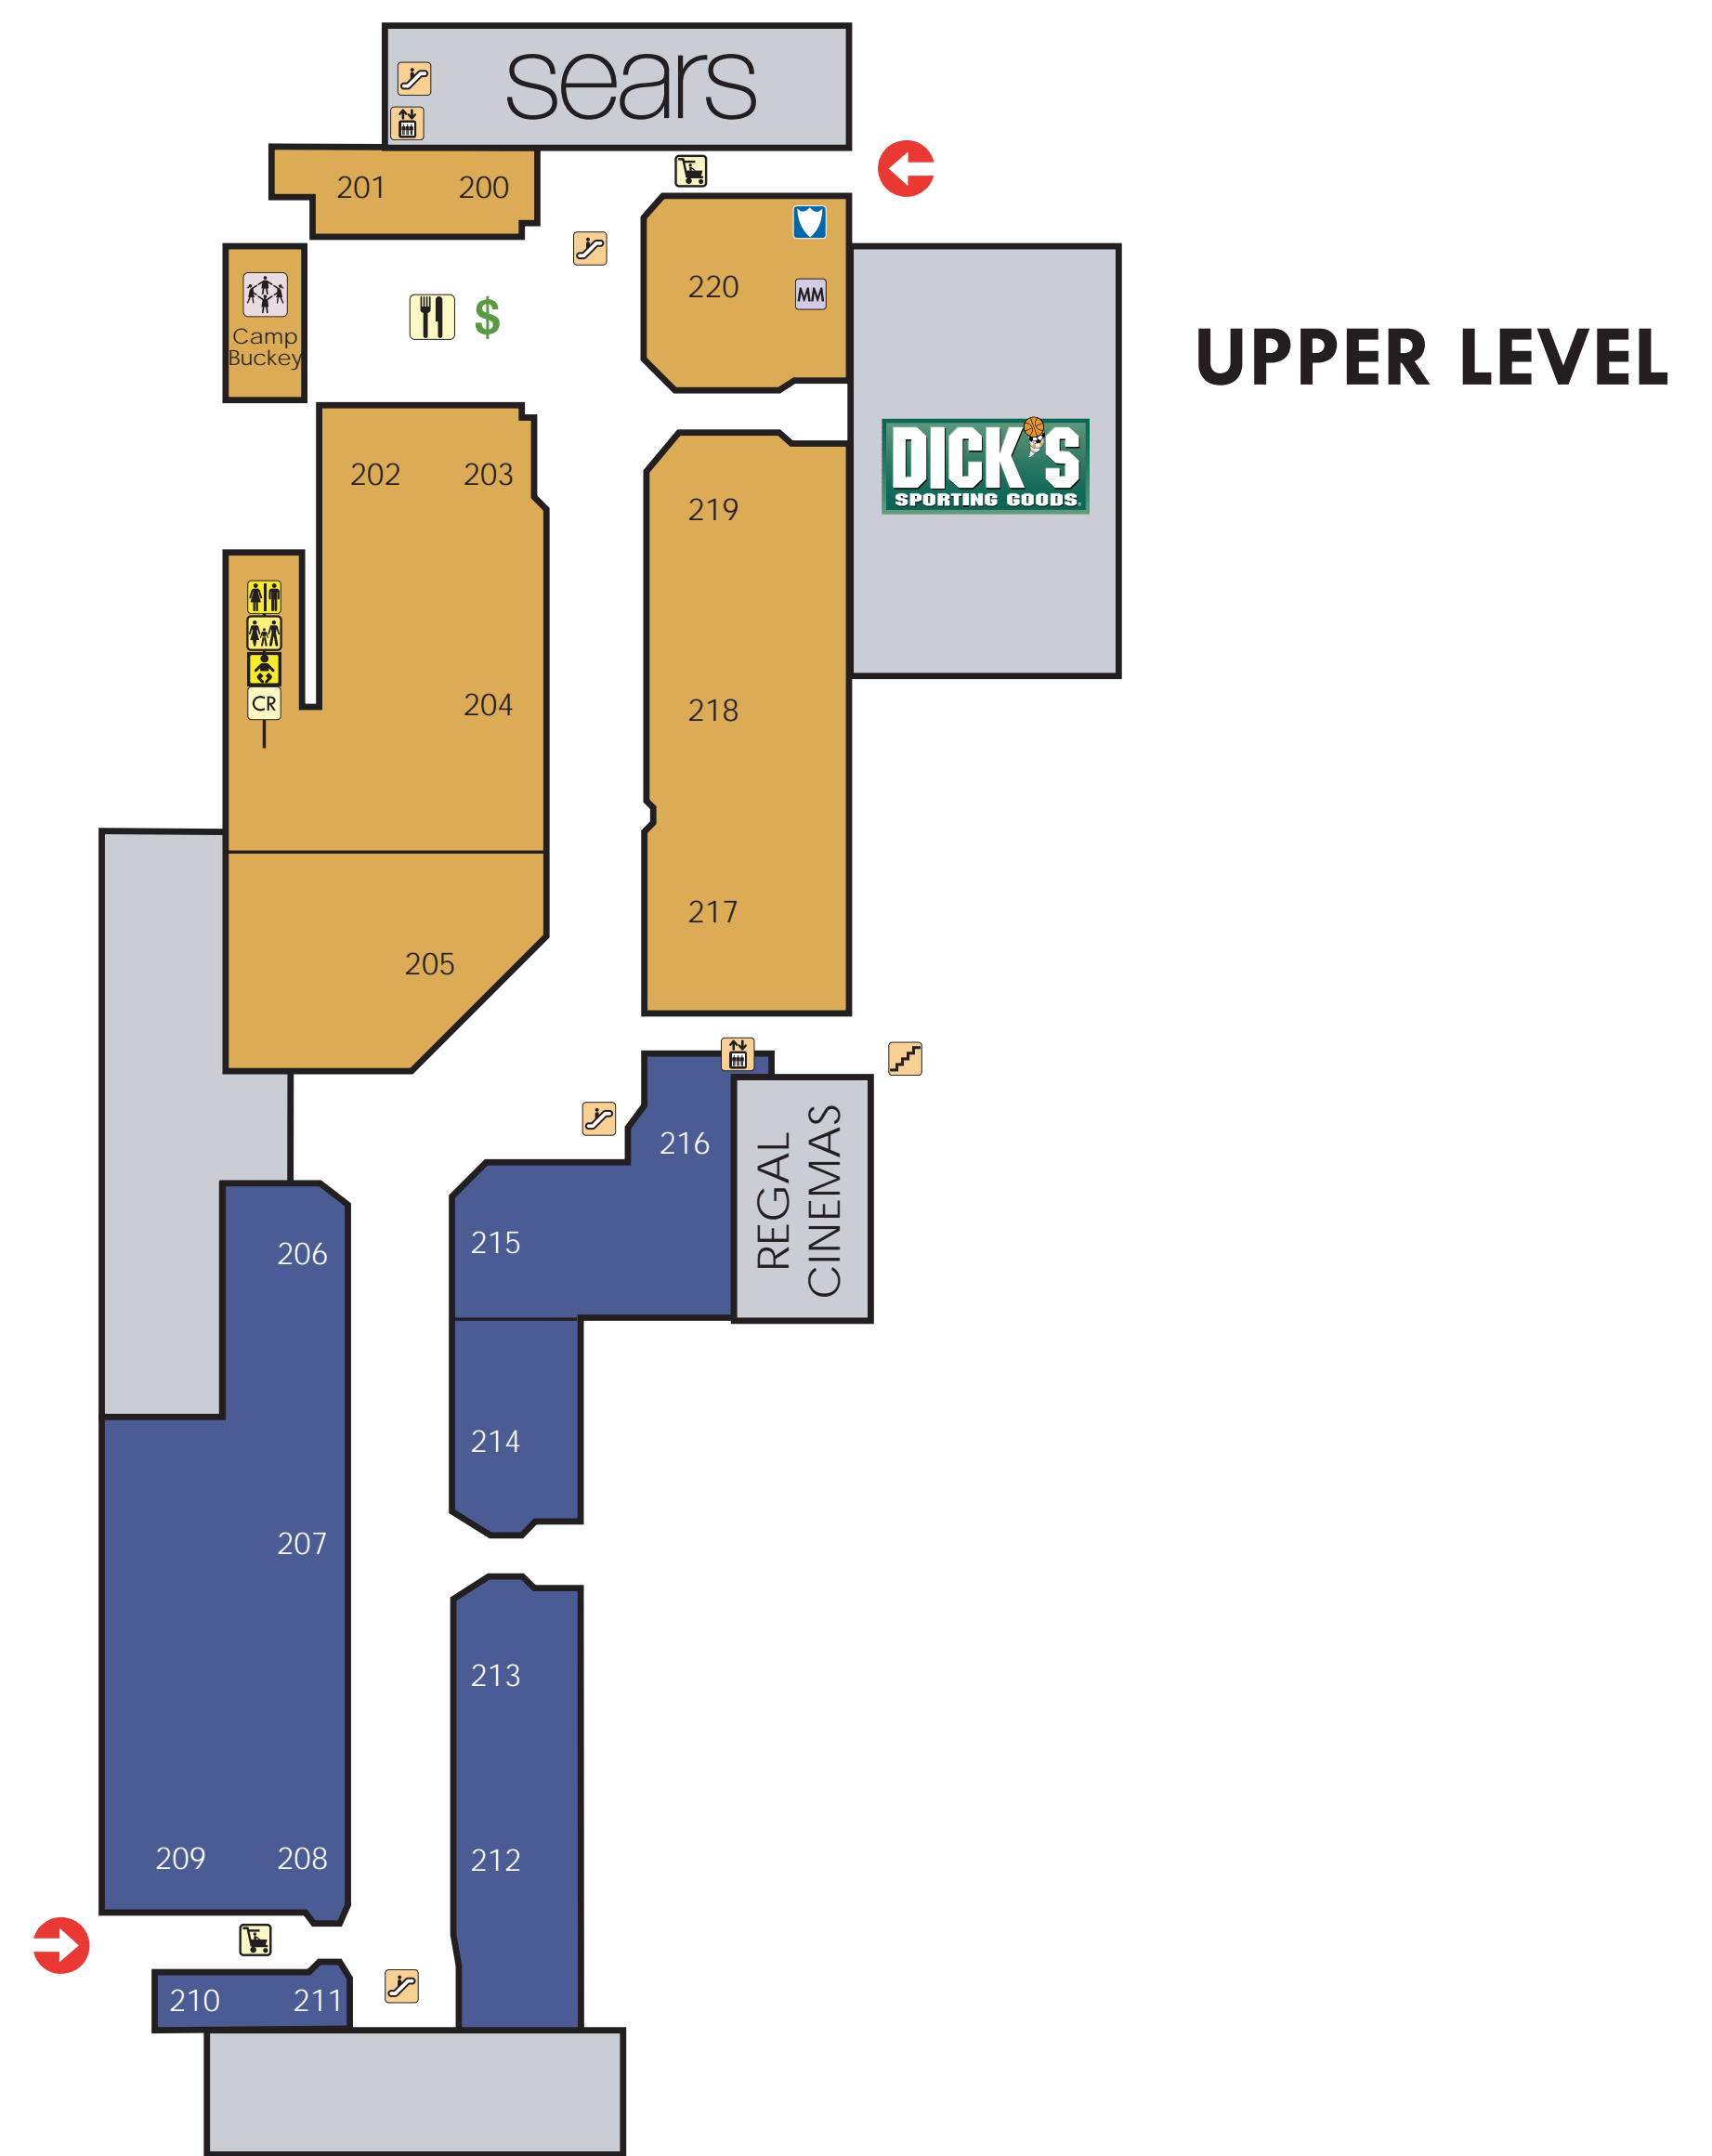 sears
201
200
220
MM
Camp
Buckey
$
UPPER LEVEL
DICK'S
SPORTING GOODS
202
203
219
204
CR
218
217
205
216
REGAL
CINEMAS
215
206
214
207
213
209
208
212
210
211